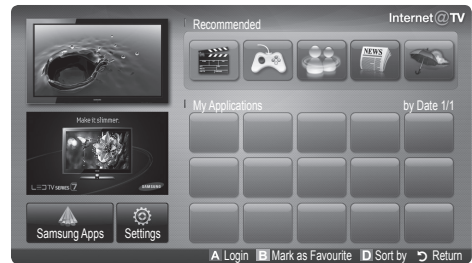 Internet@TV
Recommended
NEWS
My Applications
by Date 1/1
Make it slimmer.
LED TV SERIES 7
SAMSUNG
Samsung Apps
Settings
A Login B Mark as Favourite D Sort by Return